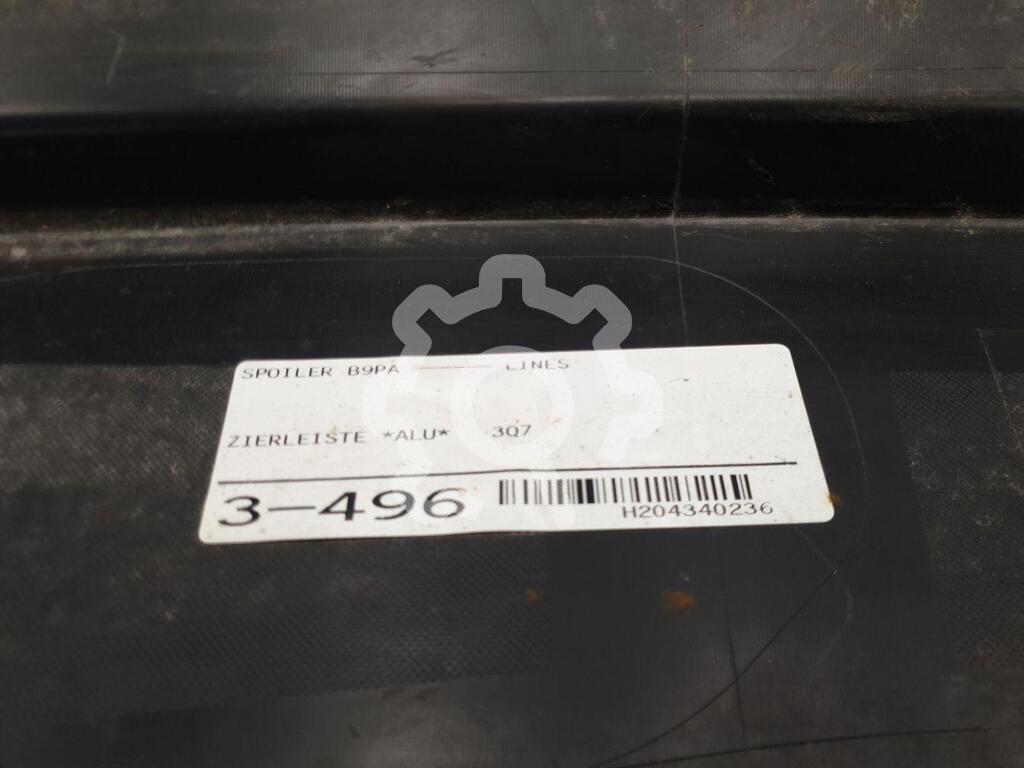 SPOILER B9PA ——— LINES
ZIERLEISTE *ALU* 3Q7
3-496
H204340236